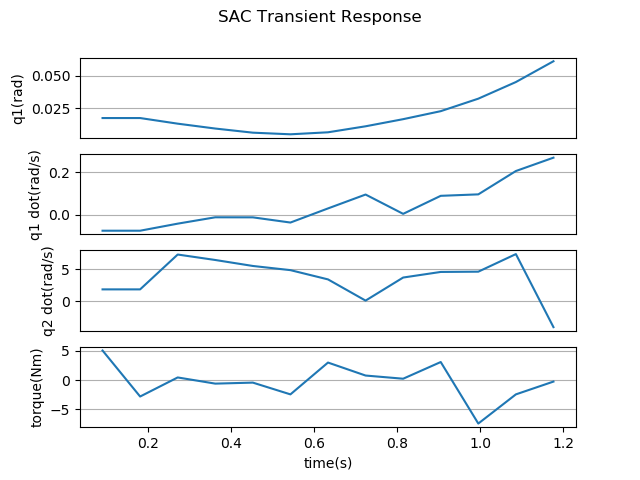 SAC Transient Response
q1(rad)
0.050
0.025
q1 dot(rad/s)
0.2
0.0
q2 dot(rad/s)
5
0
torque(Nm)
5
0
−5
0.2 0.4 0.6 0.8 1.0 1.2
time(s)